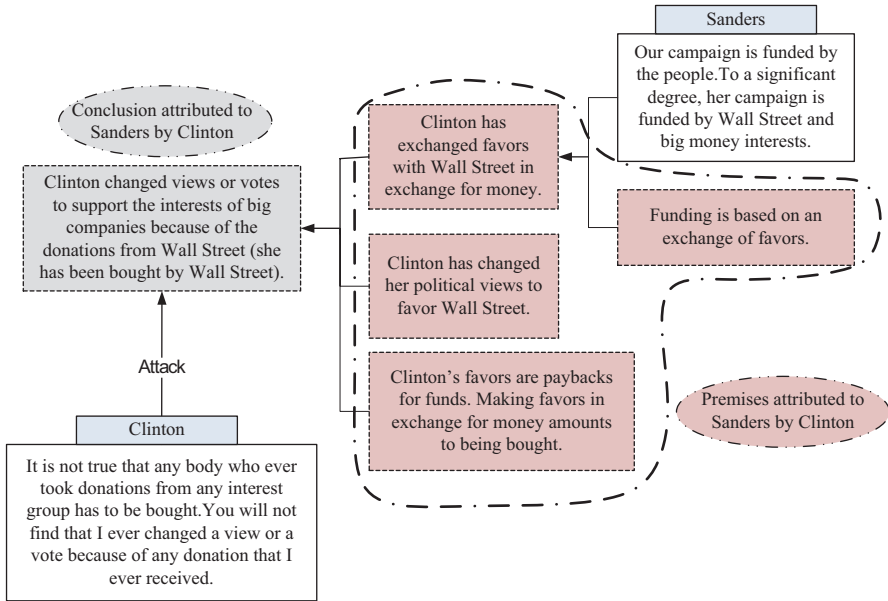 Sanders
Our campaign is funded by
the people.To a significant
degree, her campaign is
funded by Wall Street and
big money interests.
Conclusion attributed to
Sanders by Clinton
Clinton has
exchanged favors
with Wall Street in
exchange for money.
Clinton changed views or votes
to support the interests of big
companies because of the
donations from Wall Street (she
has been bought by Wall Street).
Funding is based on an
exchange of favors.
Clinton has changed
her political views to
favor Wall Street.
Attack
Clinton’s favors are paybacks
for funds. Making favors in
exchange for money amounts
to being bought.
Premises attributed to
Sanders by Clinton
Clinton
It is not true that any body who ever
took donations from any interest
group has to be bought.You will not
find that I ever changed a view or a
vote because of any donation that I
ever received.